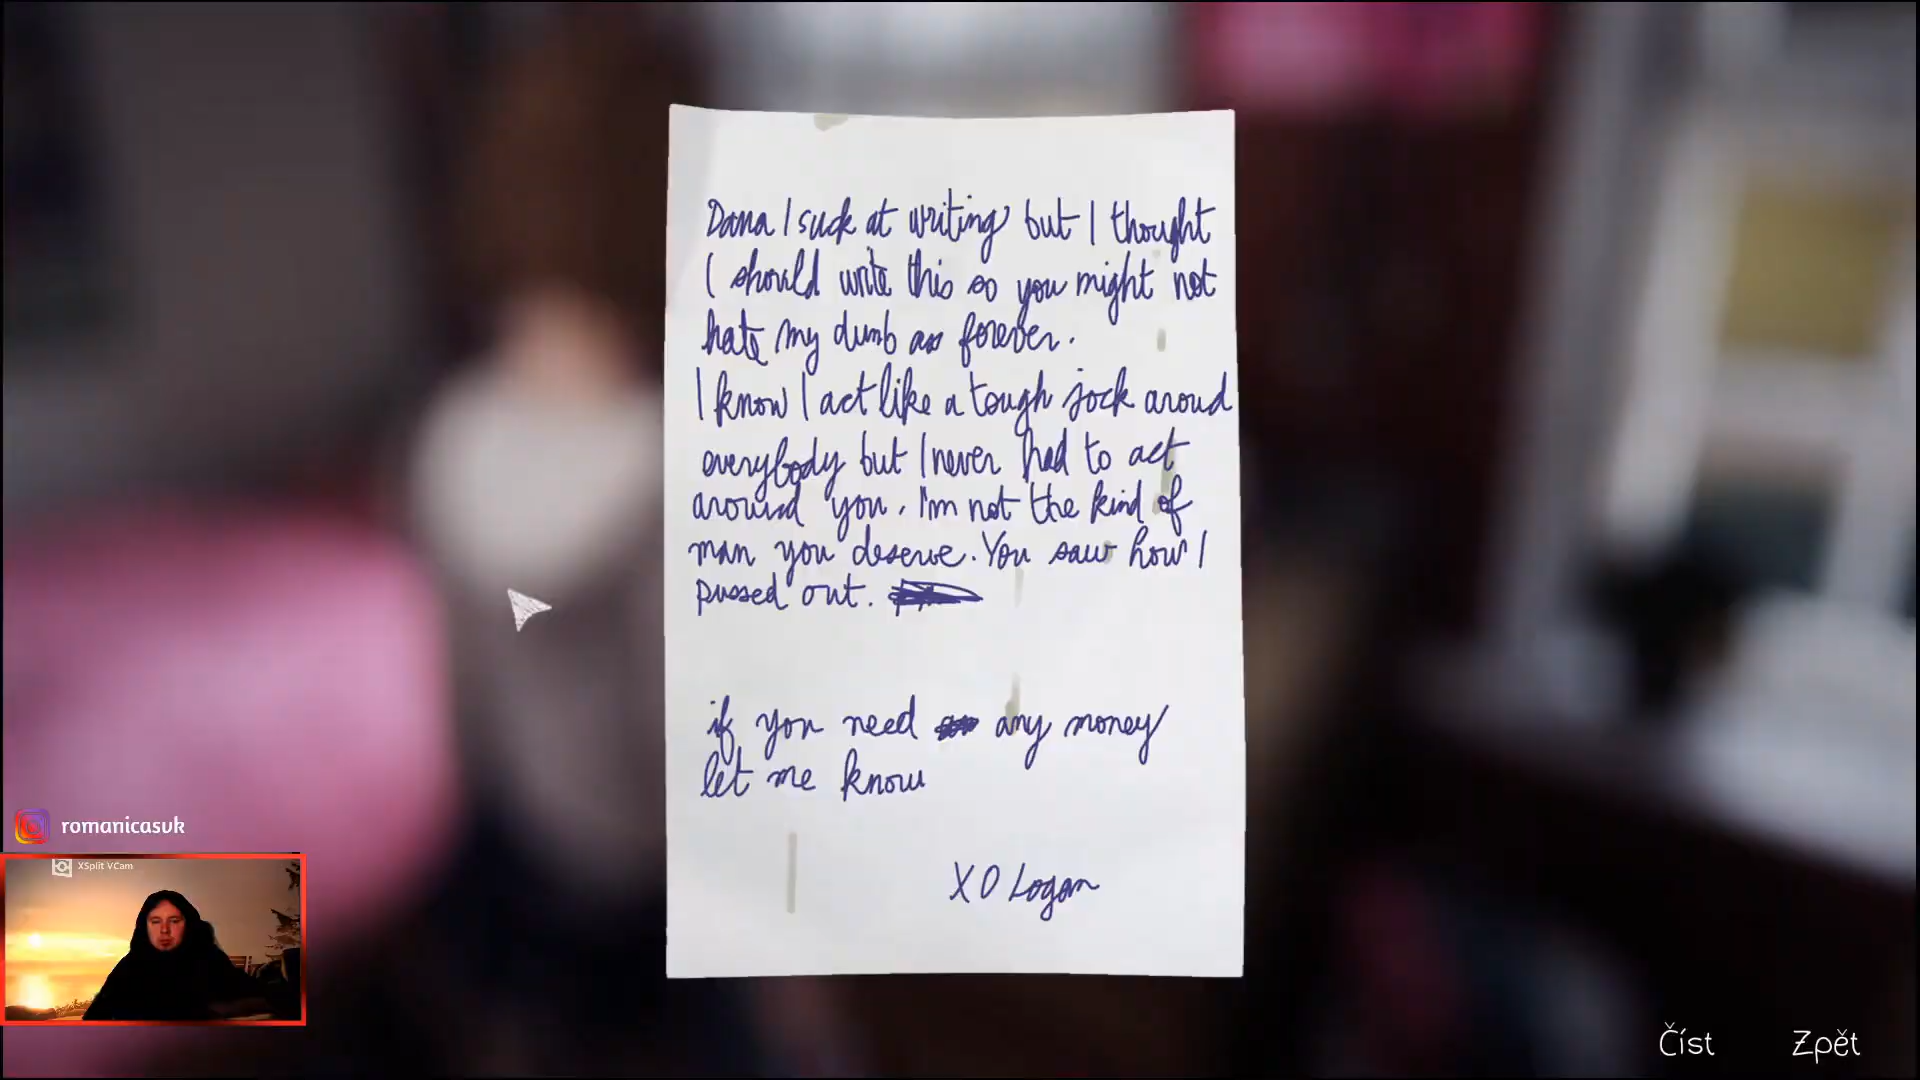 Dana I suck at writing but I thought
I should write this so you might not
hate my dumb ass forever.
I know I act like a tough jock aroud
everybody but I never had to act
around you. I'm not the kind of
man you deserve. You saw how I
pussed out.
if you need any money
let me know
XO Logan
romanicasuk
XSplit VCam
Číst
Zpět